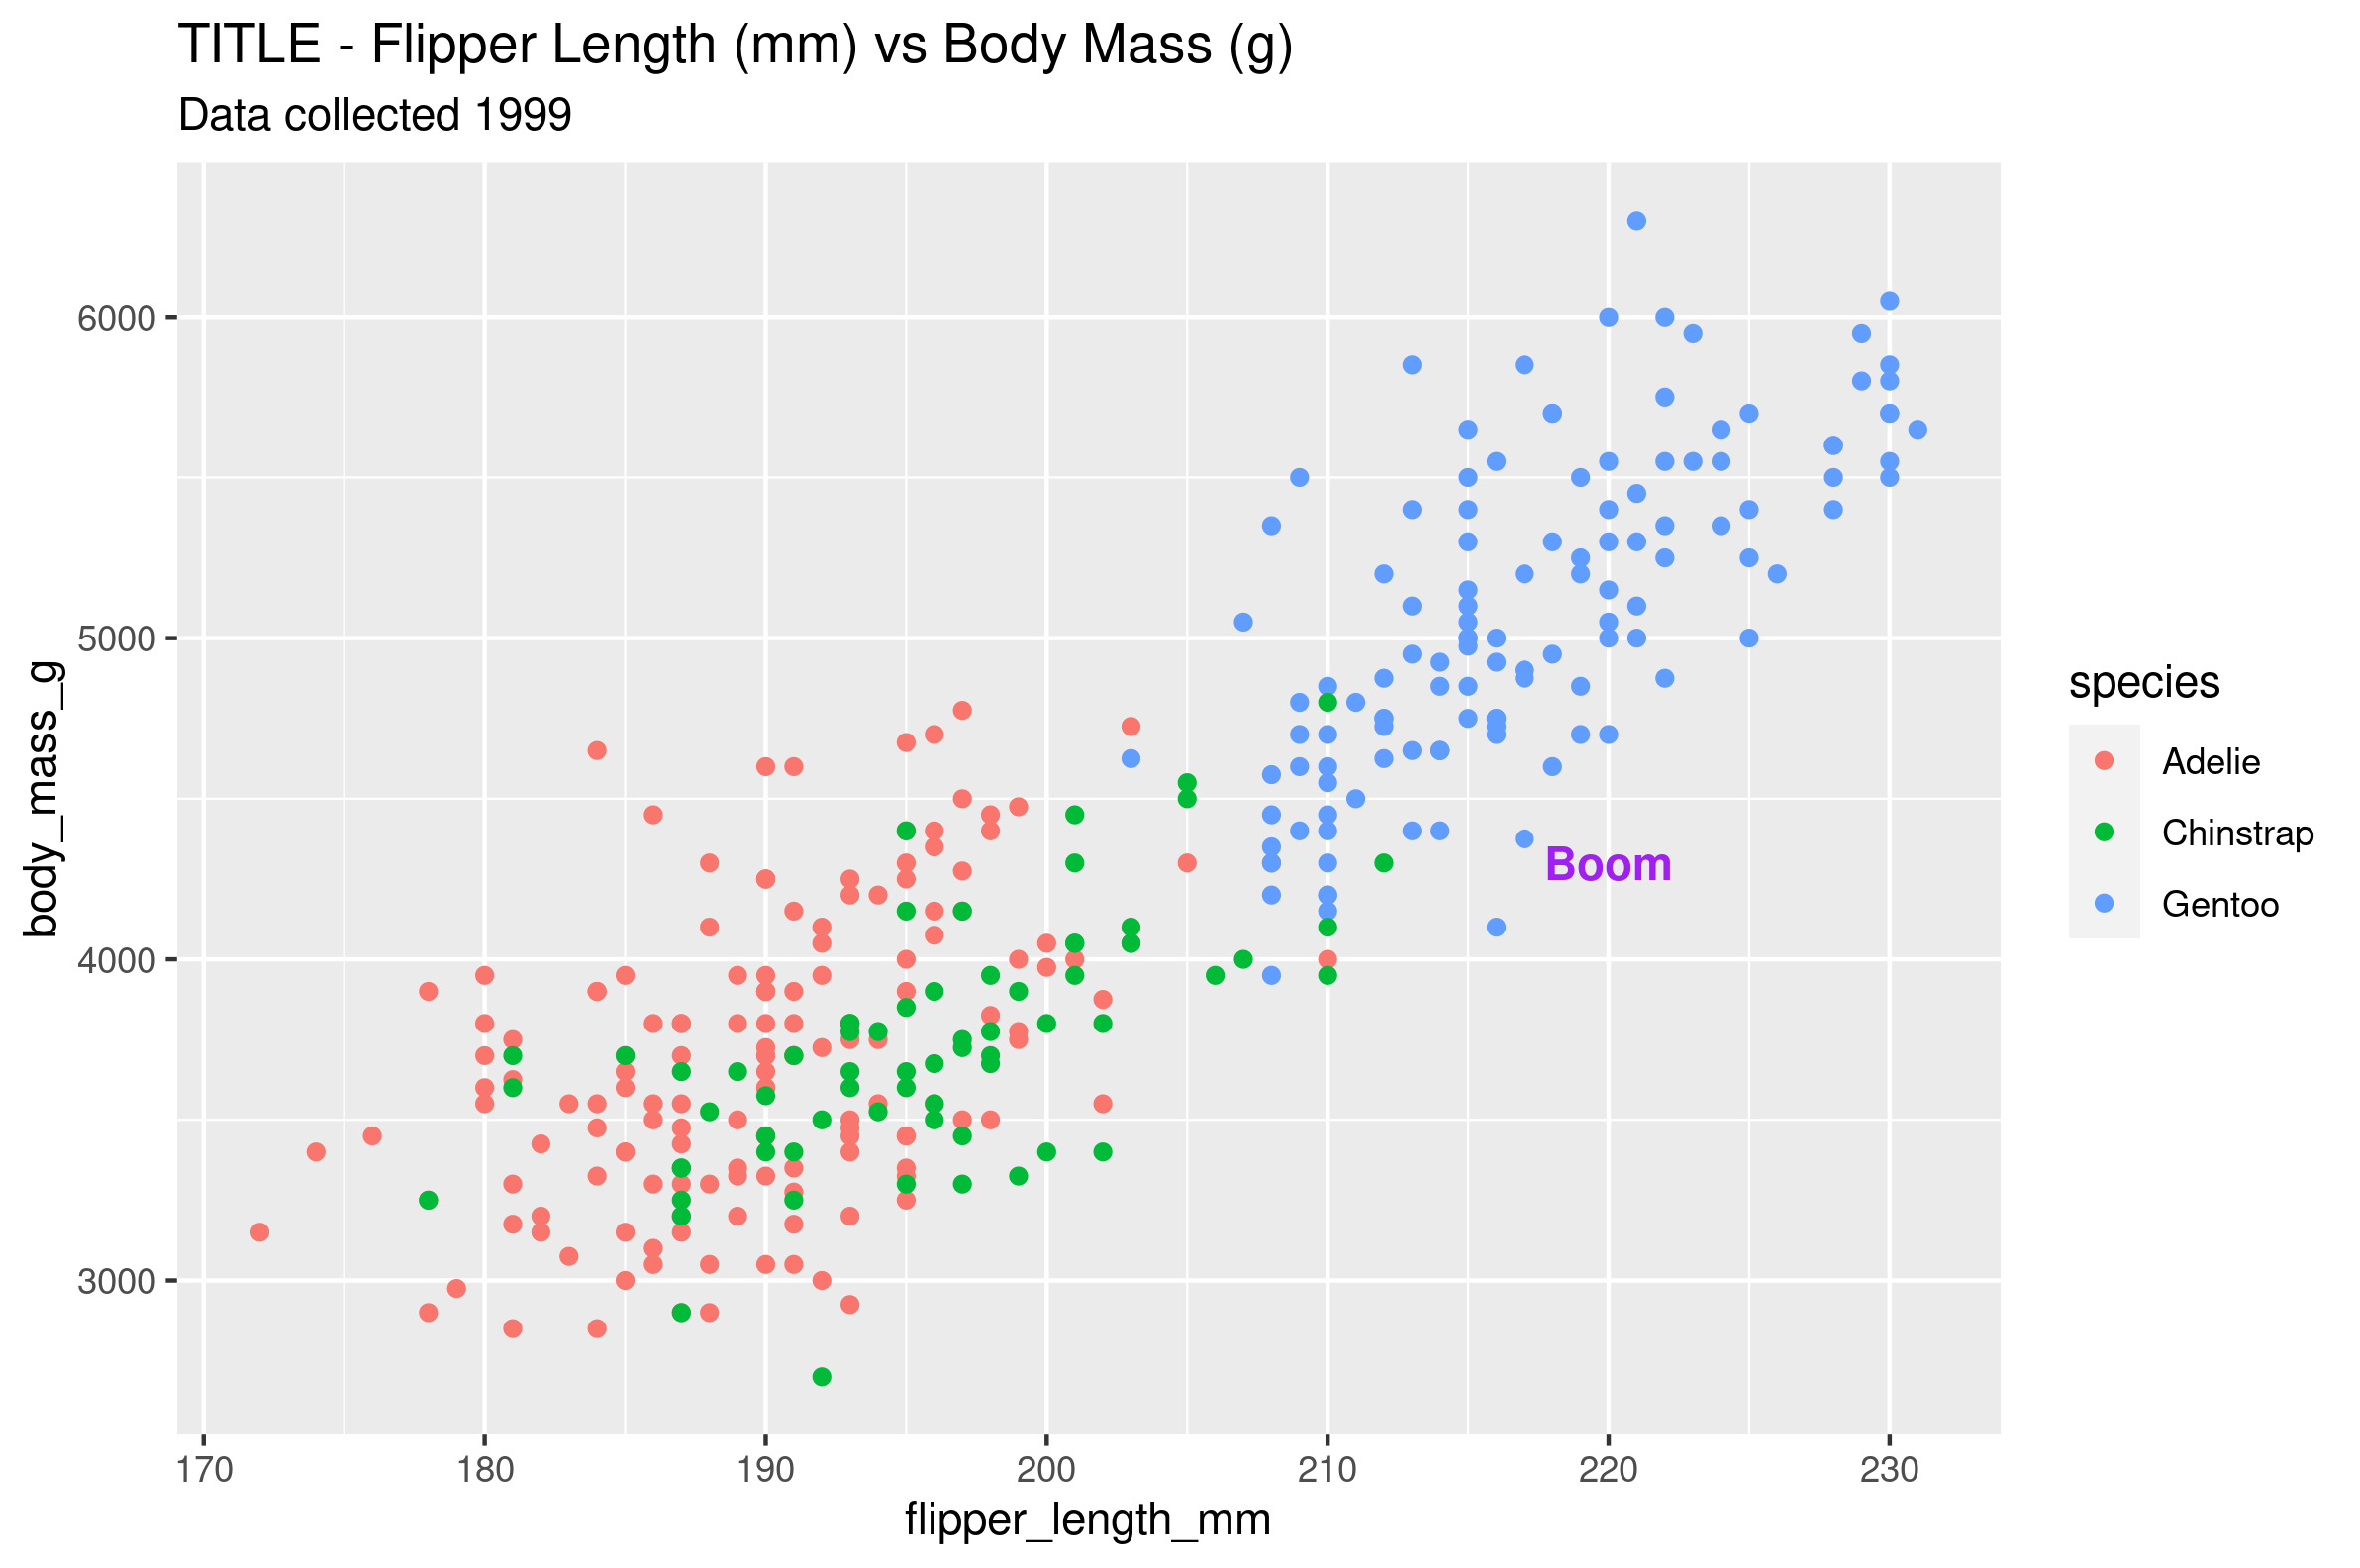 TITLE - Flipper Length (mm) vs Body Mass (g)
Data collected 1999
body_mass_g
6000
5000
4000
3000
Boom
170 180 190 200 210 220 230
flipper_length_mm
species
Adelie
Chinstrap
Gentoo